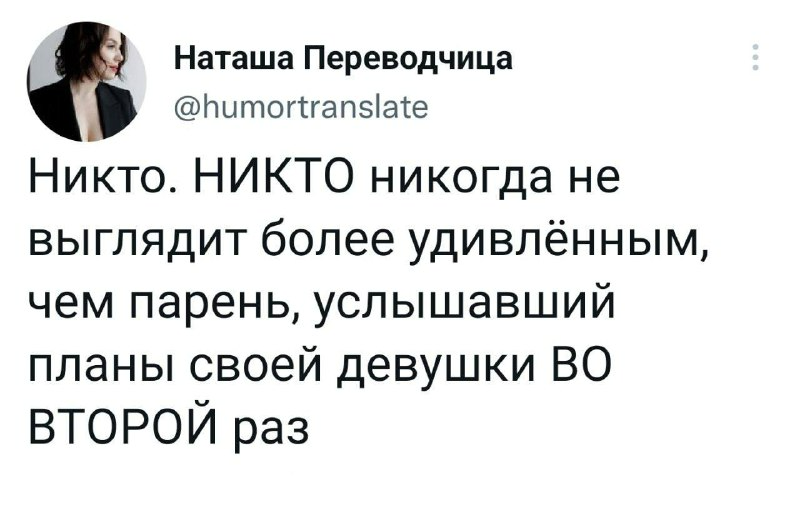 Наташа Переводчица
@humortranslate
Никто. НИКТО никогда не
выглядит более удивлённым,
чем парень, услышавший
планы своей девушки ВО
ВТОРОЙ раз